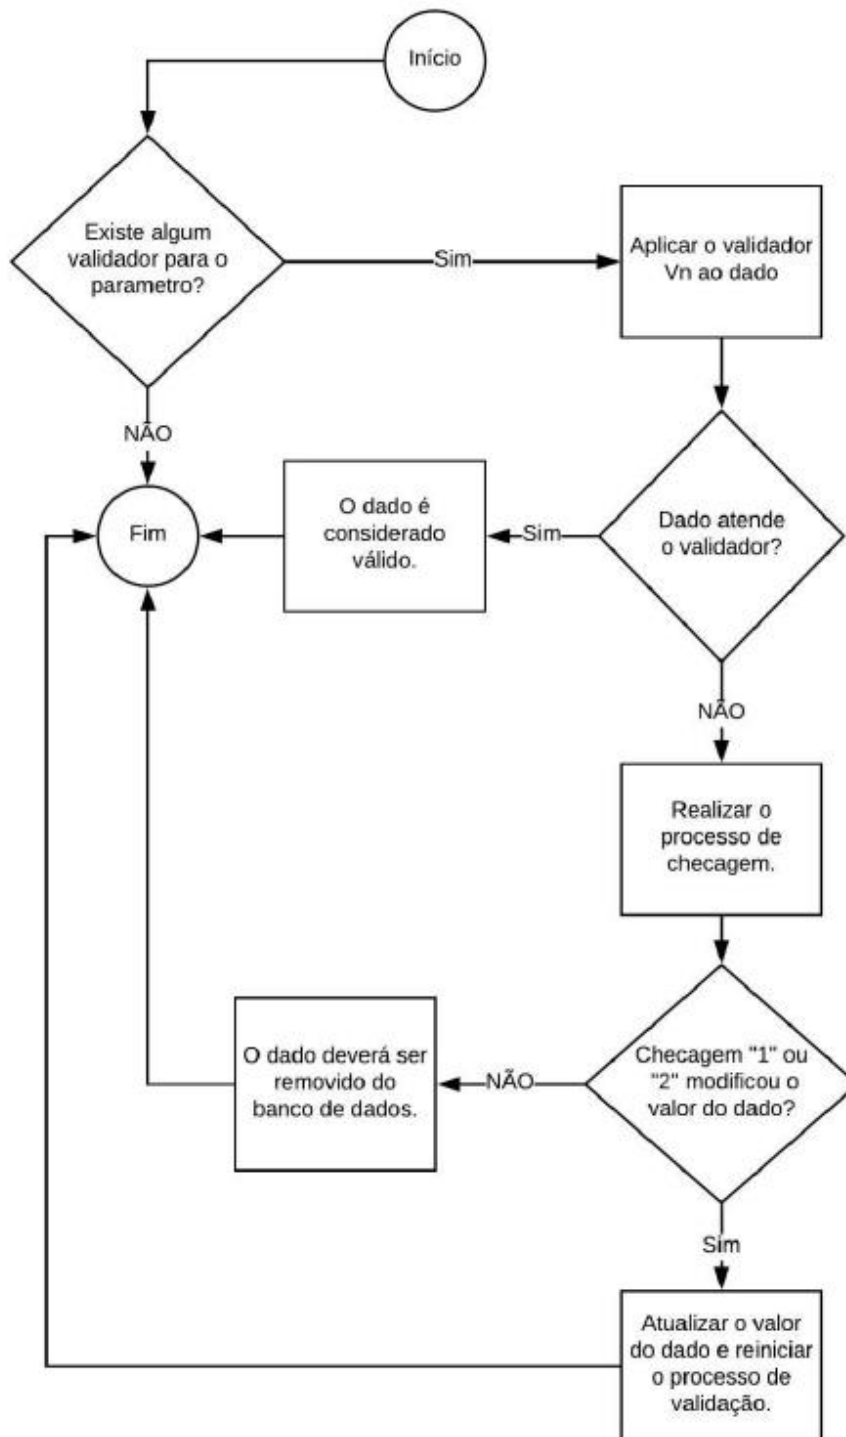 Início
Existe algum
validador para o
parametro?
Sim
Aplicar o validador
Vn ao dado
NÃO
Fim
O dado é
considerado
válido.
Sim
Dado atende
o validador?
NÃO
Realizar o
processo de
checagem.
Checagem "1" ou
"2" modificou o
valor do dado?
NÃO
O dado deverá ser
removido do
banco de dados.
Sim
Atualizar o valor
do dado e reiniciar
o processo de
validação.